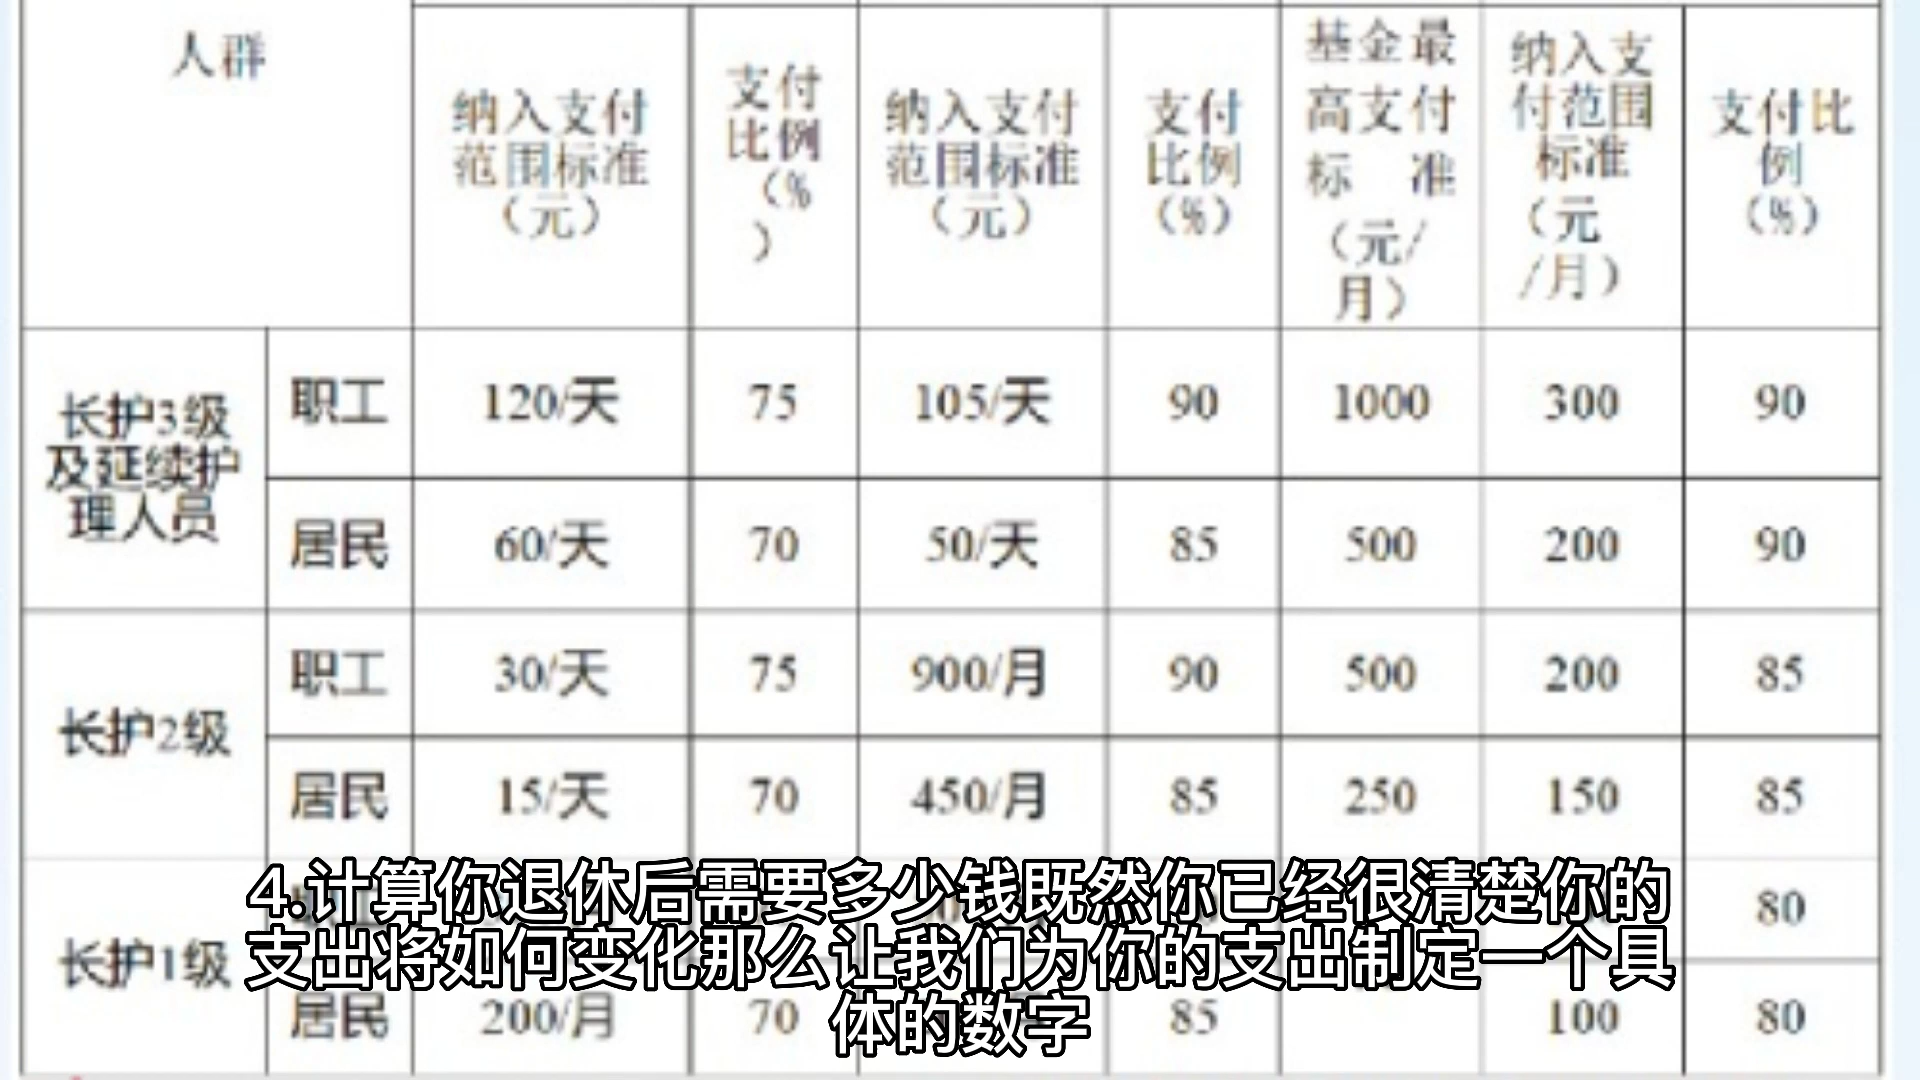 人群
纳入支付
范围标准
（元）
支付
比例
（%
）
纳入支付
范围标准
（元）
支付
比例
（%）
基金最
高支付
标 准
（元/
月）
纳入支
付范围
标准
（元
/月）
支付比
例
（%）
长护3级
及延续护
理人员
职工
120/天
75
105/天
90
1000
300
90
居民
60/天
70
50/天
85
500
200
90
长护2级
职工
30/天
75
900/月
90
500
200
85
居民
15/天
70
450/月
85
250
150
85
长护1级
80
居民
200/月
70
85
100
80
4.计算你退休后需要多少钱既然你已经很清楚你的
支出将如何变化那么让我们为你的支出制定一个具
体的数字